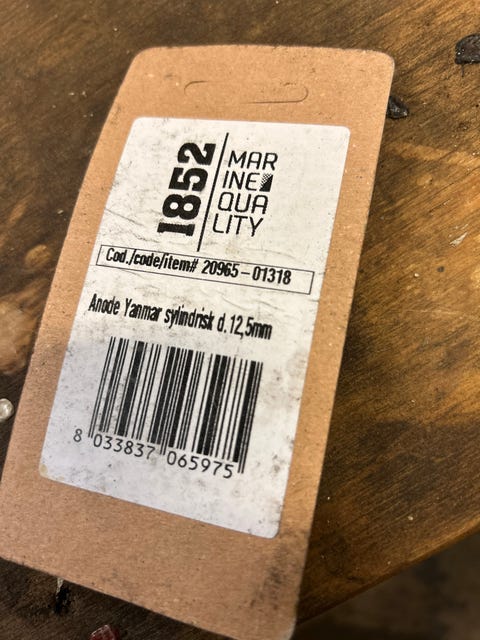 1852
MAR
INE
QUA
LITY
Cod./code/item# 20965-01318
Anode Yanmar sylindrisk d.12,5mm
8 033837 065975